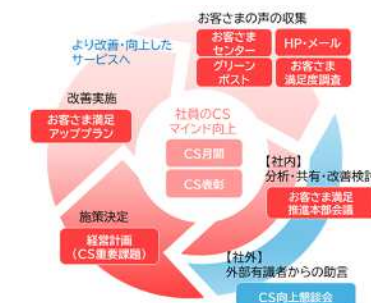 お客さまの声の収集
お客さま
センター
HP・メール
グリーン
ポスト
お客さま
満足度調査
より改善・向上した
サービスへ
改善実施
お客さま満足
アッププラン
社員のCS
マインド向上
CS月間
CS表彰
【社内】
分析・共有・改善検討
お客さま満足
推進本部会議
施策決定
経営計画
（CS重要課題）
【社外】
外部有識者からの助言
CS向上懇談会